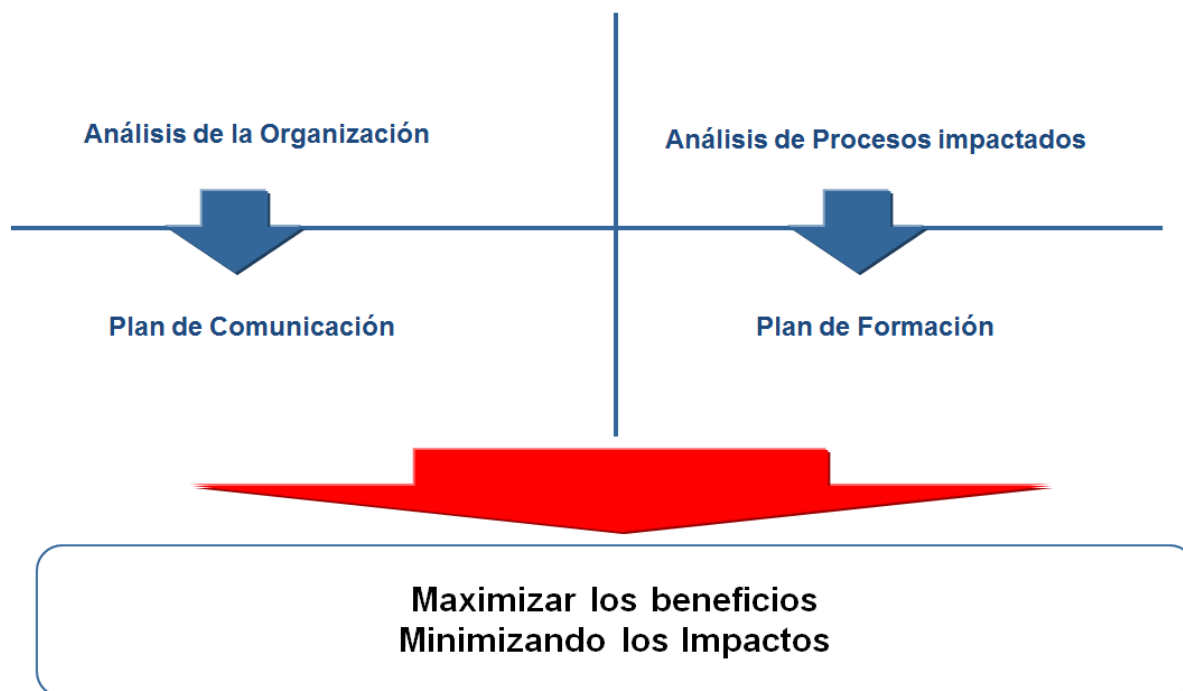 Análisis de la Organización
Análisis de Procesos impactados
Plan de Comunicación
Plan de Formación
Maximizar los beneficios
Minimizando los Impactos